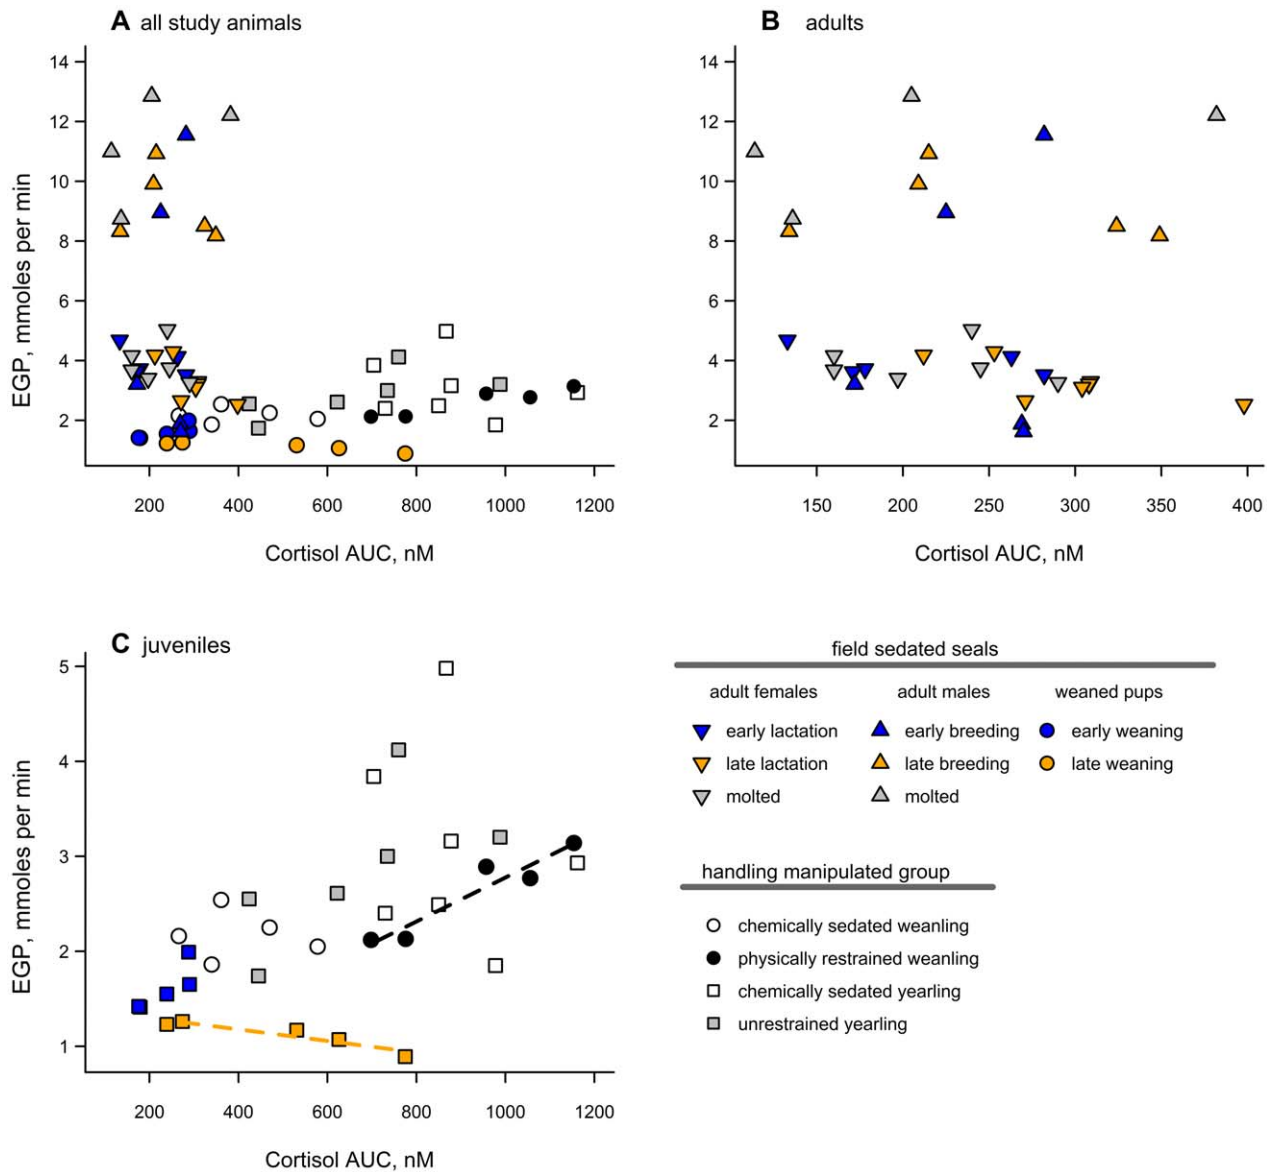 A all study animals
EGP, mmoles per min
14
12
10
8
6
4
2
200 400 600 800 1000 1200
Cortisol AUC, nM
B adults
14
12
10
8
6
4
2
150 200 250 300 350 400
Cortisol AUC, nM
C juveniles
EGP, mmoles per min
5
4
3
2
1
200 400 600 800 1000 1200
Cortisol AUC, nM
field sedated seals
adult females adult males weaned pups
early lactation early breeding early weaning
late lactation late breeding late weaning
molted molted
handling manipulated group
chemically sedated weanling
physically restrained weanling
chemically sedated yearling
unrestrained yearling